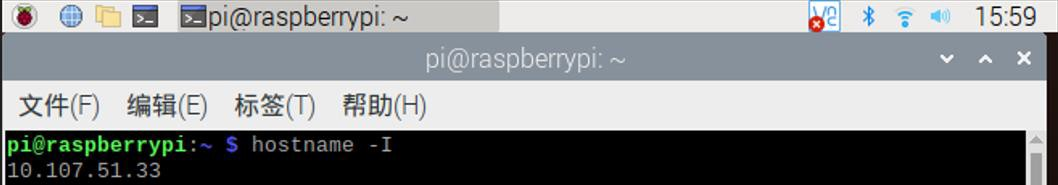 pi@raspberrypi: ~ 15:59
pi@raspberrypi: ~
文件(F) 编辑(E) 标签(T) 帮助(H)
pi@raspberrypi:~ $ hostname -I
10.107.51.33